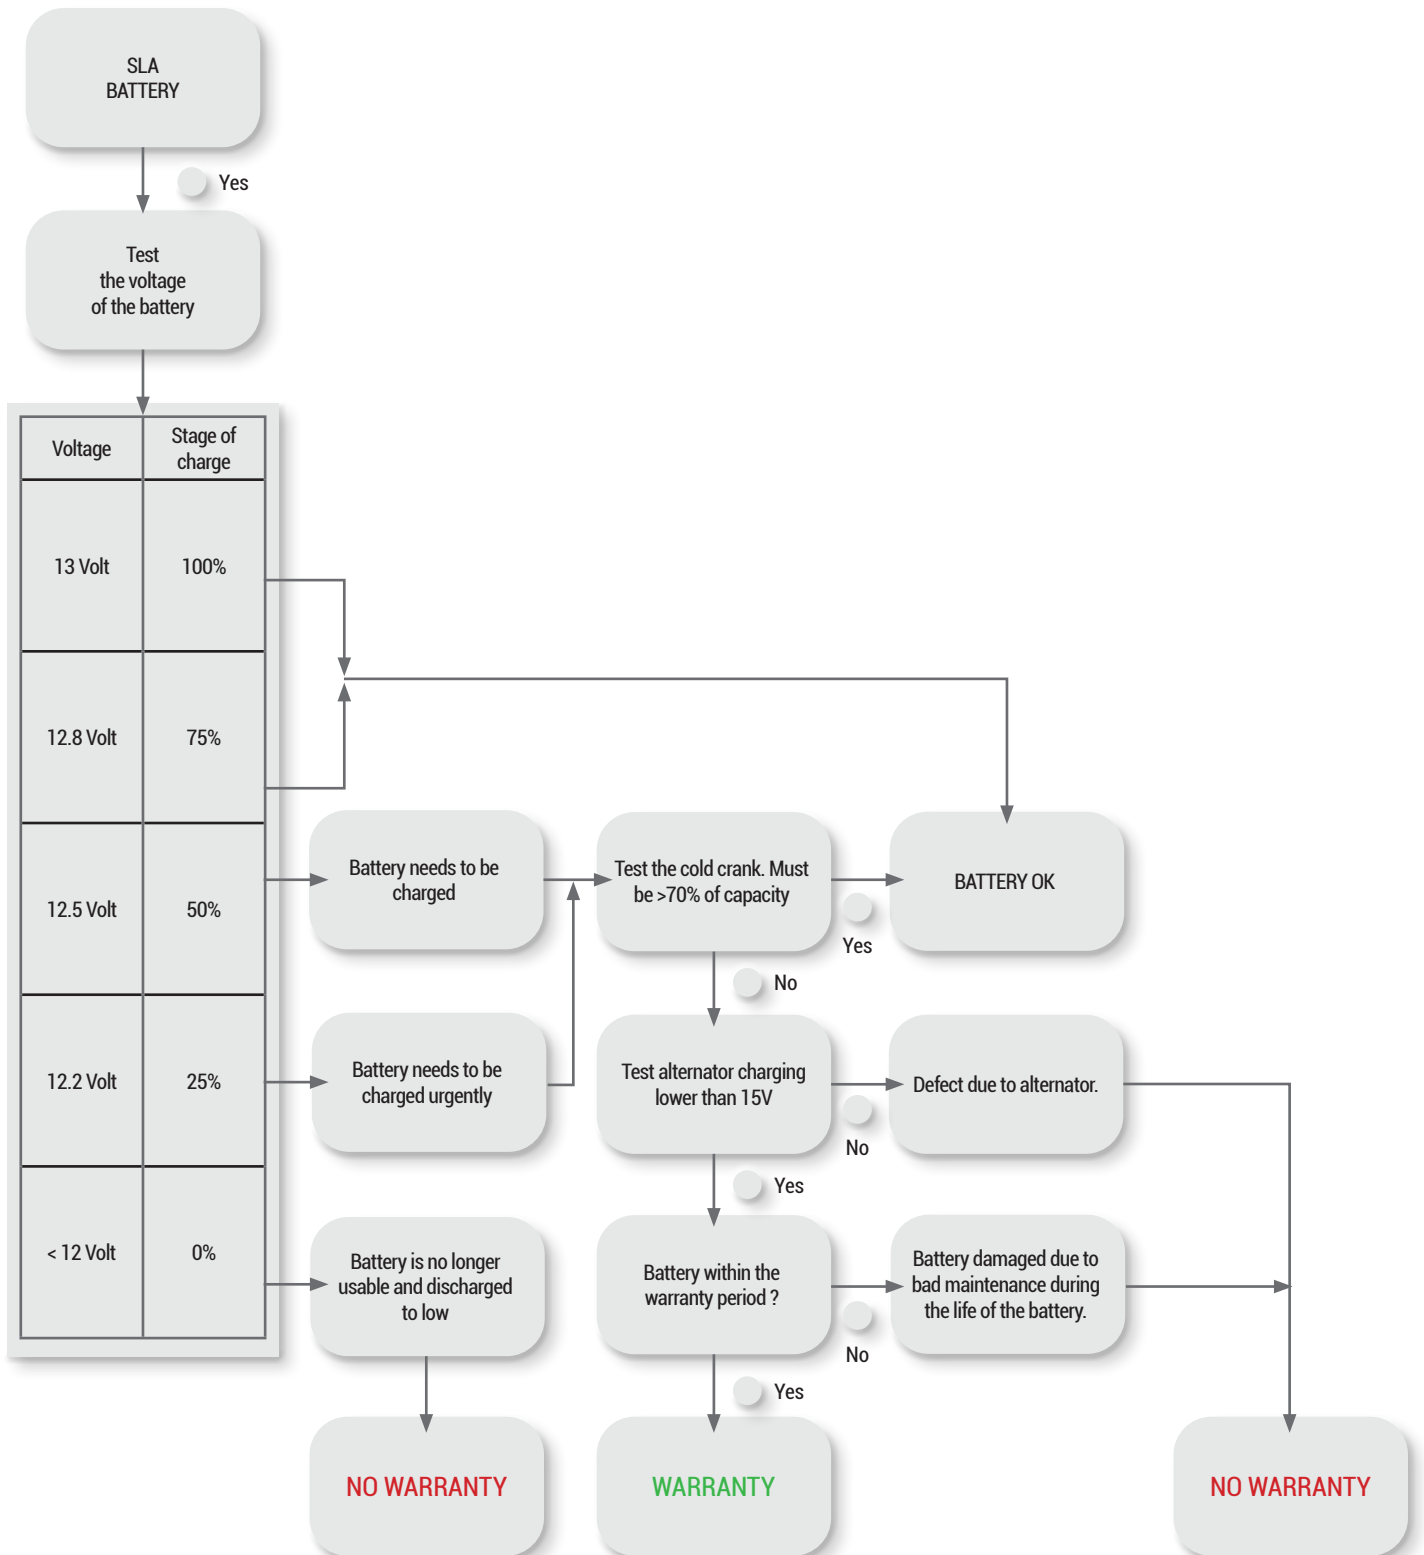 SLA
BATTERY
Yes
Test
the voltage
of the battery
Voltage
Stage of
charge
13 Volt
100%
12.8 Volt
75%
12.5 Volt
50%
12.2 Volt
25%
< 12 Volt
0%
Battery needs to be
charged
Test the cold crank. Must
be >70% of capacity
Yes
BATTERY OK
No
Battery needs to be
charged urgently
Test alternator charging
lower than 15V
No
Defect due to alternator.
Yes
Battery is no longer
usable and discharged
to low
Battery within the
warranty period ?
No
Battery damaged due to
bad maintenance during
the life of the battery.
Yes
NO WARRANTY
WARRANTY
NO WARRANTY